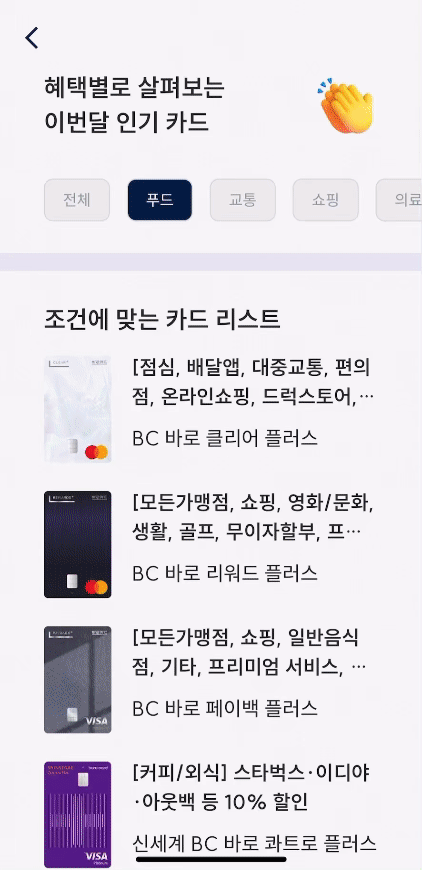 혜택별로 살펴보는
이번달 인기 카드
전체
푸드
교통
쇼핑
의료
조건에 맞는 카드 리스트
[점심, 배달앱, 대중교통, 편의
점, 온라인쇼핑, 드럭스토어,…
BC 바로 클리어 플러스
[모든가맹점, 쇼핑, 영화/문화,
생활, 골프, 무이자할부, 프…
BC 바로 리워드 플러스
[모든가맹점, 쇼핑, 일반음식
점, 기타, 프리미엄 서비스, …
BC 바로 페이백 플러스
VISA
[커피/외식] 스타벅스·이디야
·아웃백 등 10% 할인
신세계 BC 바로 콰트로 플러스
VISA